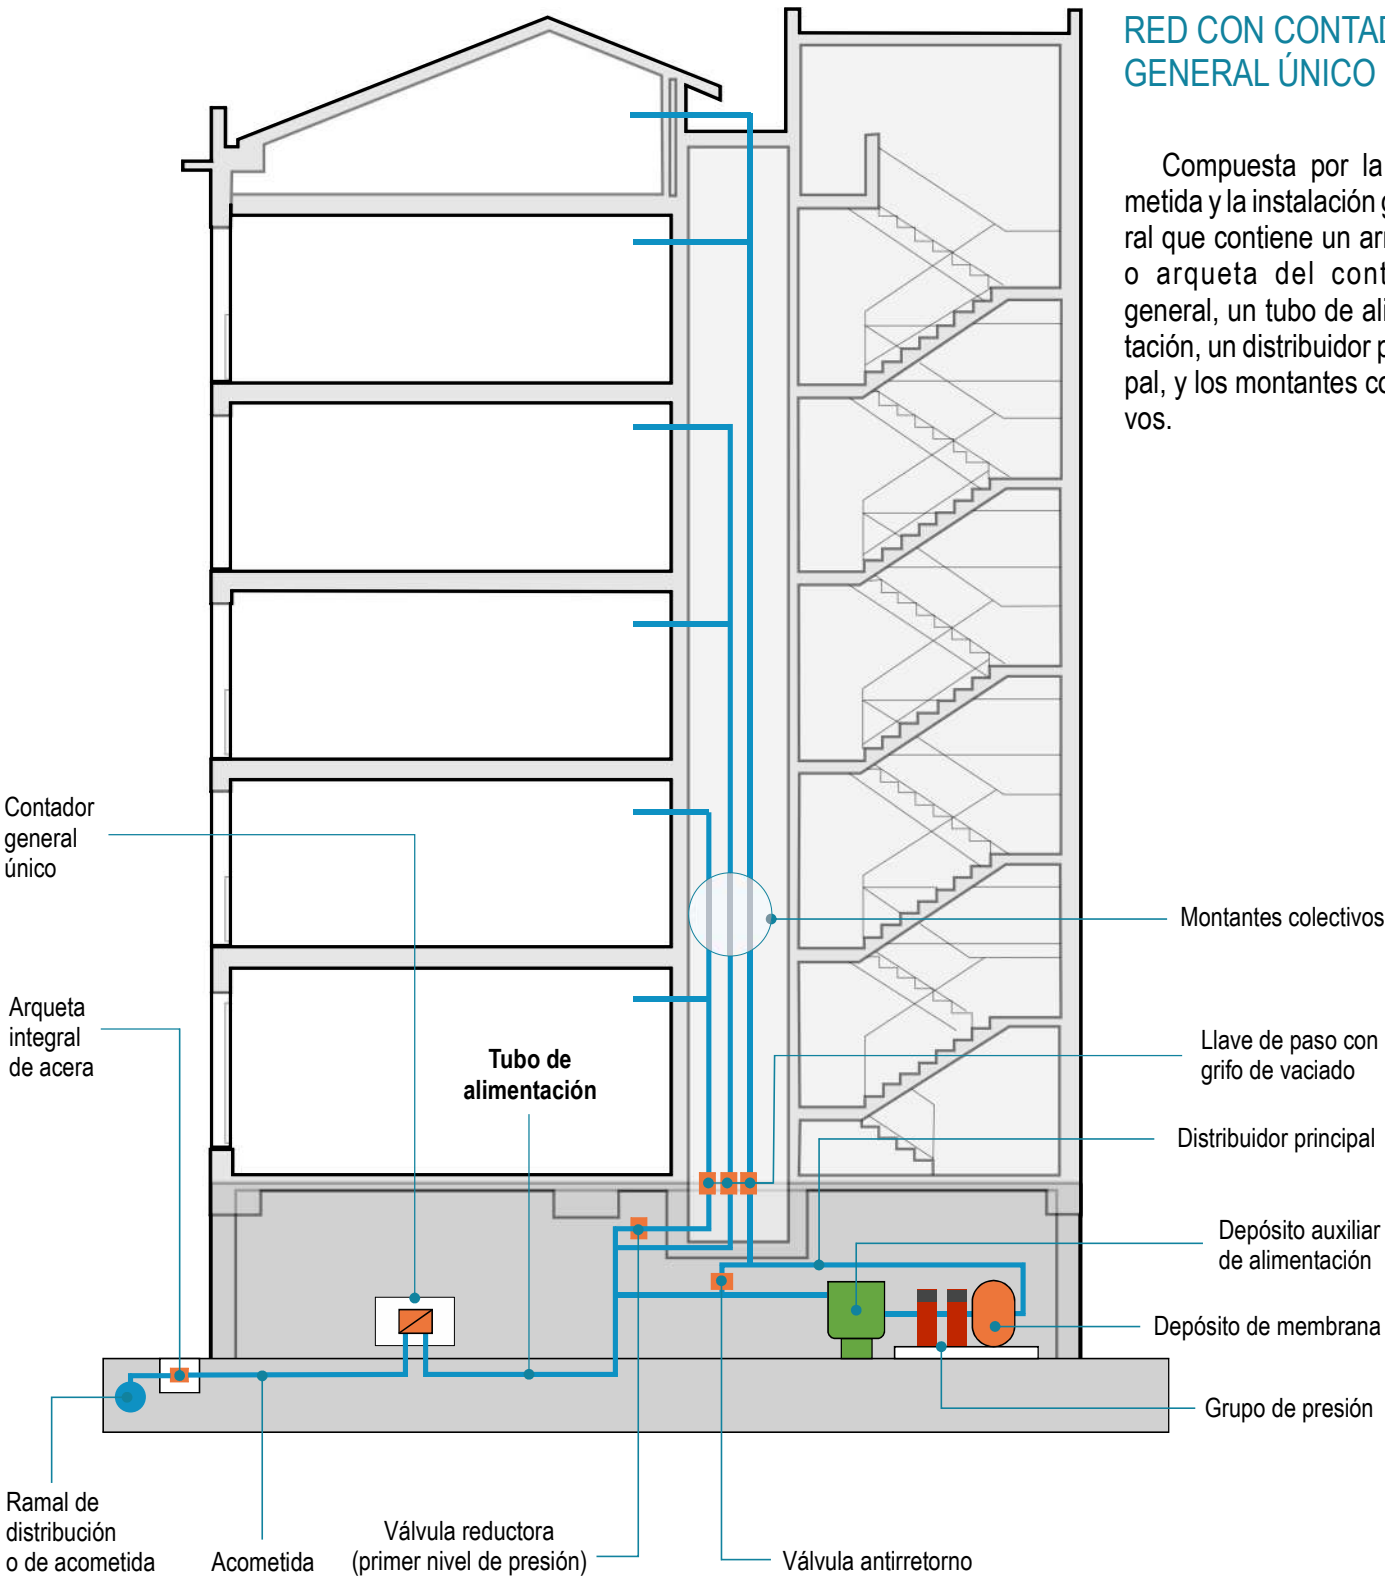 RED CON CONTAD
GENERAL ÚNICO
Compuesta por la
metida y la instalación g
ral que contiene un arm
o arqueta del cont
general, un tubo de ali
tación, un distribuidor p
pal, y los montantes co
vos.
Contador
general
único
Montantes colectivos
Arqueta
integral
de acera
Tubo de
alimentación
Llave de paso con
grifo de vaciado
Distribuidor principal
Depósito auxiliar
de alimentación
Depósito de membrana
Grupo de presión
Ramal de
distribución
o de acometida
Acometida
Válvula reductora
(primer nivel de presión)
Válvula antirretorno